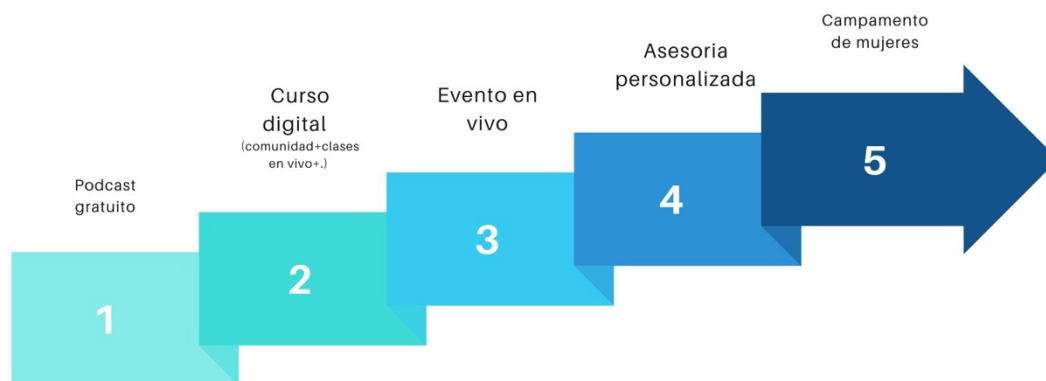 Podcast
gratuito
1
Curso
digital
(comunidad+clases
en vivo+.)
2
Evento en
vivo
3
Asesoria
personalizada
4
Campamento
de mujeres
5